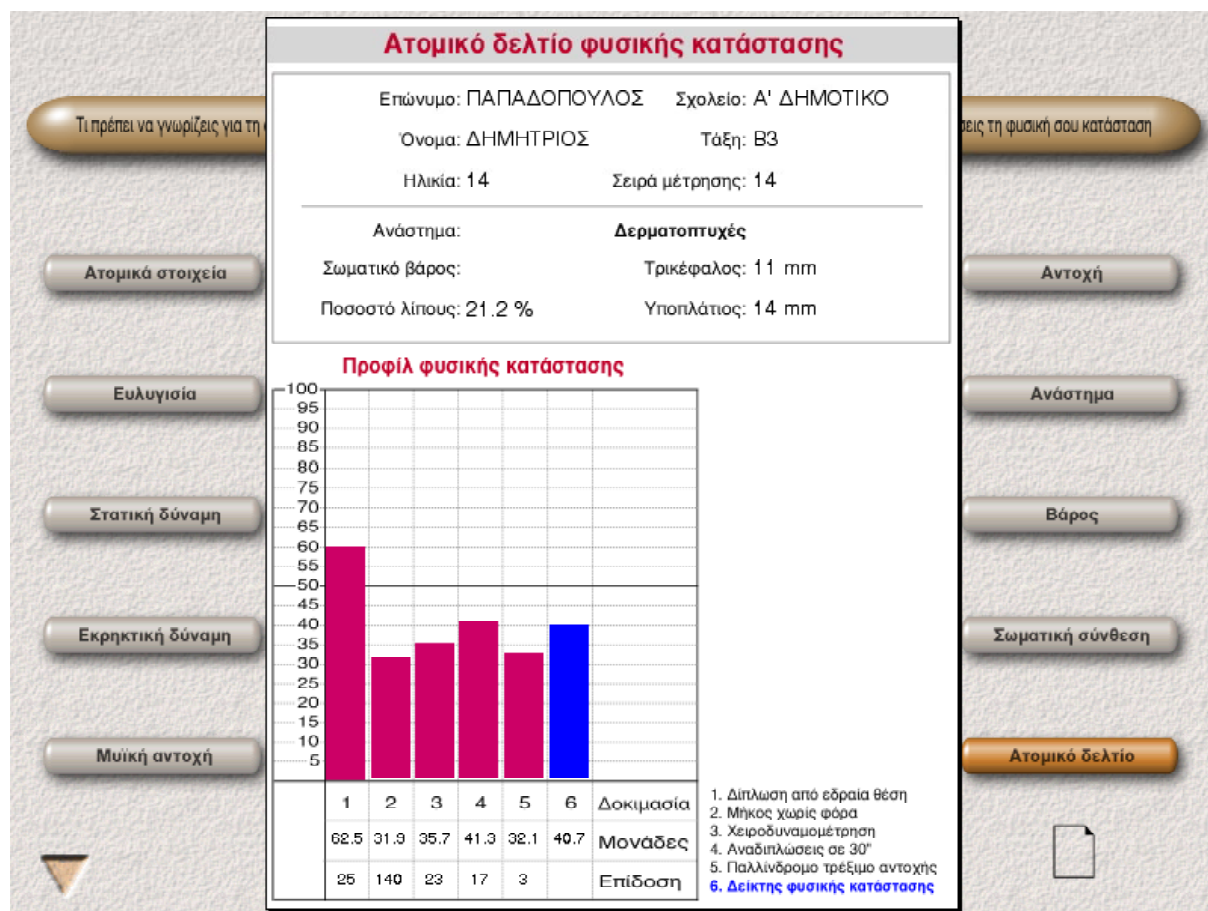 Ατομικό δελτίο φυσικής κατάστασης
Επώνυμο: ΠΑΠΑΔΟΠΟΥΛΟΣ Σχολείο: Α' ΔΗΜΟΤΙΚΟ
Όνομα: ΔΗΜΗΤΡΙΟΣ Τάξη: Β3
Ηλικία: 14 Σειρά μέτρησης: 14
Ανάστημα: Δερματοπτυχές
Σωματικό βάρος: Τρικέφαλος: 11 mm
Ποσοστό λίπους: 21.2 % Υποπλάτιος: 14 mm
Τι πρέπει να γνωρίζεις για τη
τη φυσική σου κατάσταση
Ατομικά στοιχεία
Ευλυγισία
Στατική δύναμη
Εκρηκτική δύναμη
Μυϊκή αντοχή
Προφίλ φυσικής κατάστασης
100
95
90
85
80
75
70
65
60
55
50
45
40
35
30
25
20
15
10
5
1 2 3 4 5 6 Δοκιμασία
62.5 31.9 35.7 41.3 32.1 40.7 Μονάδες
25 140 23 17 3 Επίδοση
1. Δίπλωση από εδραία θέση
2. Μήκος χωρίς φόρα
3. Χειροδυναμομέτρηση
4. Αναδιπλώσεις σε 30"
5. Παλλίνδρομο τρέξιμο αντοχής
6. Δείκτης φυσικής κατάστασης
Αντοχή
Ανάστημα
Βάρος
Σωματική σύνθεση
Ατομικό δελτίο